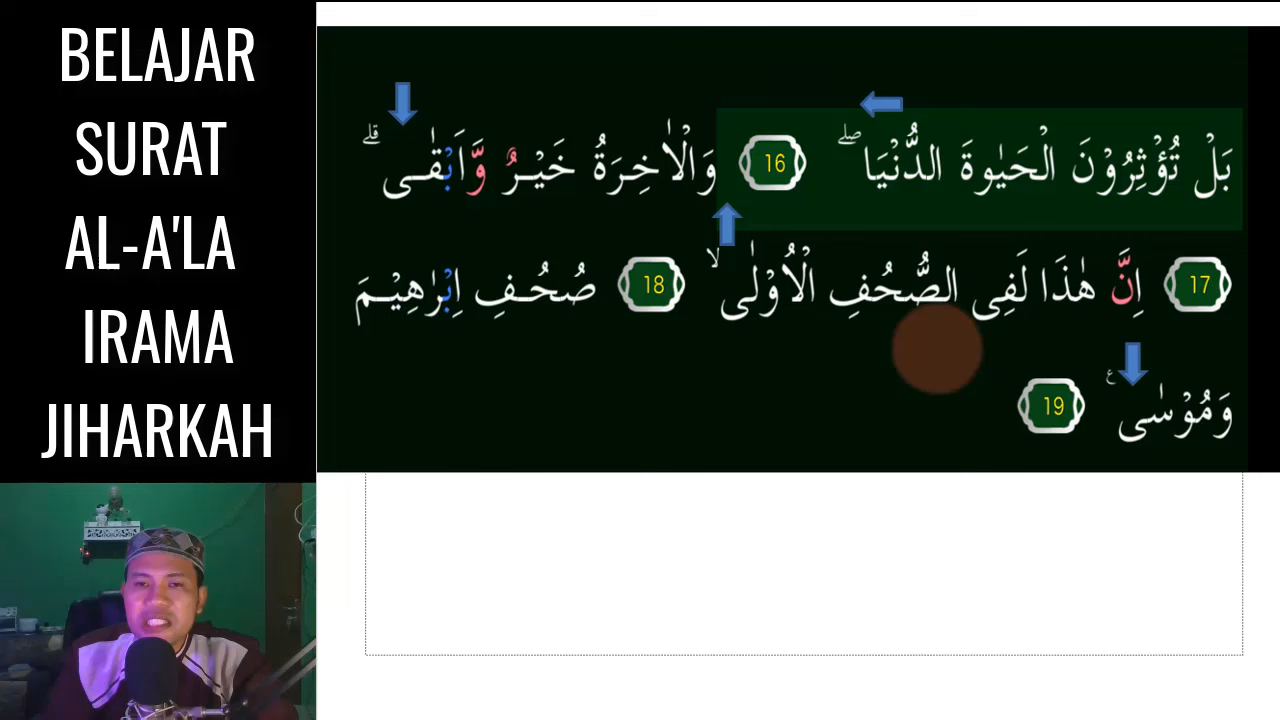 BELAJAR
SURAT
AL-A'LA
IRAMA
JIHARKAH
بَلْ تُؤْثِرُوْنَ الْحَيٰوةَ الدُّنْيَا ۖ 16 وَالْاٰخِرَةُ خَيْرٌ وَّاَبْقٰى ۗ
17 اِنَّ هٰذَا لَفِى الصُّحُفِ الْاُوْلٰى ۙ 18 صُحُفِ اِبْرٰهِيْمَ
وَمُوْسٰى ࣖ 19